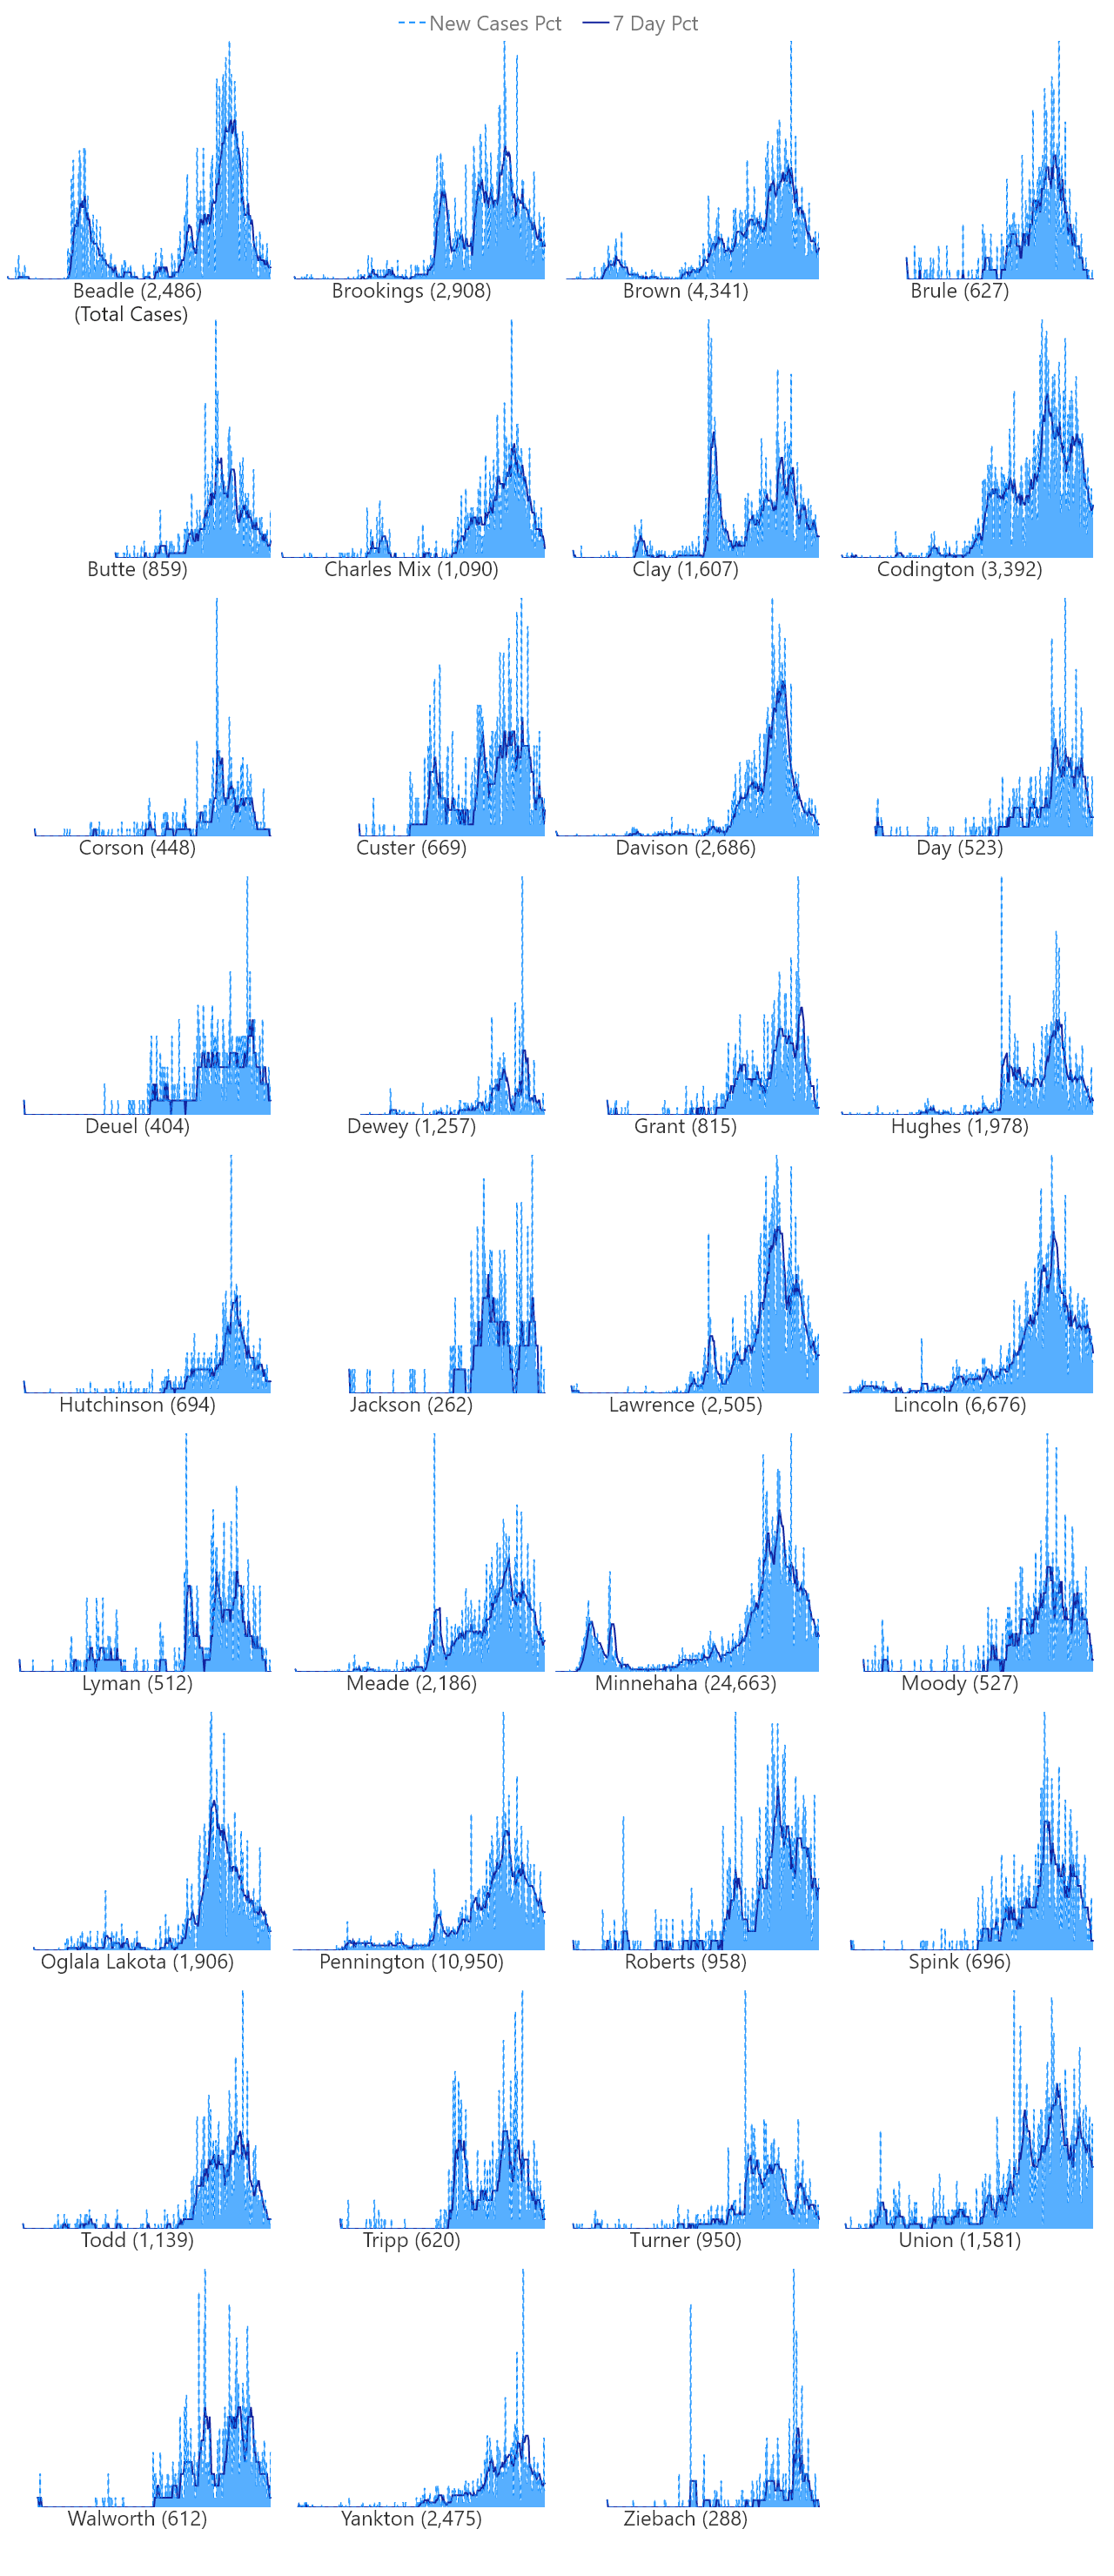 New Cases Pct 7 Day Pct
Beadle (2,486) Brookings (2,908) Brown (4,341) Brule (627)
(Total Cases)
Butte (859) Charles Mix (1,090) Clay (1,607) Codington (3,392)
Corson (448) Custer (669) Davison (2,686) Day (523)
Deuel (404) Dewey (1,257) Grant (815) Hughes (1,978)
Hutchinson (694) Jackson (262) Lawrence (2,505) Lincoln (6,676)
Lyman (512) Meade (2,186) Minnehaha (24,663) Moody (527)
Oglala Lakota (1,906) Pennington (10,950) Roberts (958) Spink (696)
Todd (1,139) Tripp (620) Turner (950) Union (1,581)
Walworth (612) Yankton (2,475) Ziebach (288)